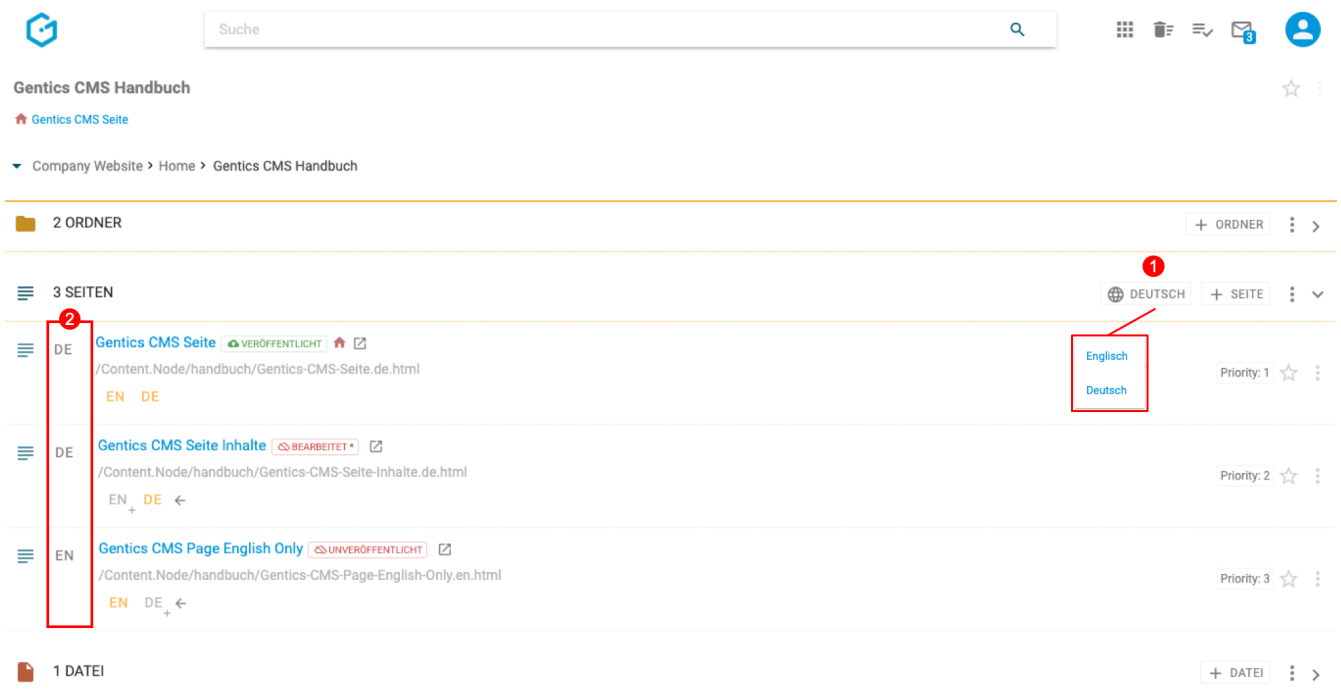 Suche
3
Gentics CMS Handbuch
Gentics CMS Seite
Company Website > Home > Gentics CMS Handbuch
2 ORDNER
+ ORDNER
1
3 SEITEN
DEUTSCH
+ SEITE
2
DE
Gentics CMS Seite
VERÖFFENTLICHT
/Content.Node/handbuch/Gentics-CMS-Seite.de.html
EN DE
Englisch
Deutsch
Priority: 1
DE
Gentics CMS Seite Inhalte
BEARBEITET *
/Content.Node/handbuch/Gentics-CMS-Seite-Inhalte.de.html
EN + DE ←
Priority: 2
EN
Gentics CMS Page English Only
UNVERÖFFENTLICHT
/Content.Node/handbuch/Gentics-CMS-Page-English-Only.en.html
EN DE + ←
Priority: 3
1 DATEI
+ DATEI